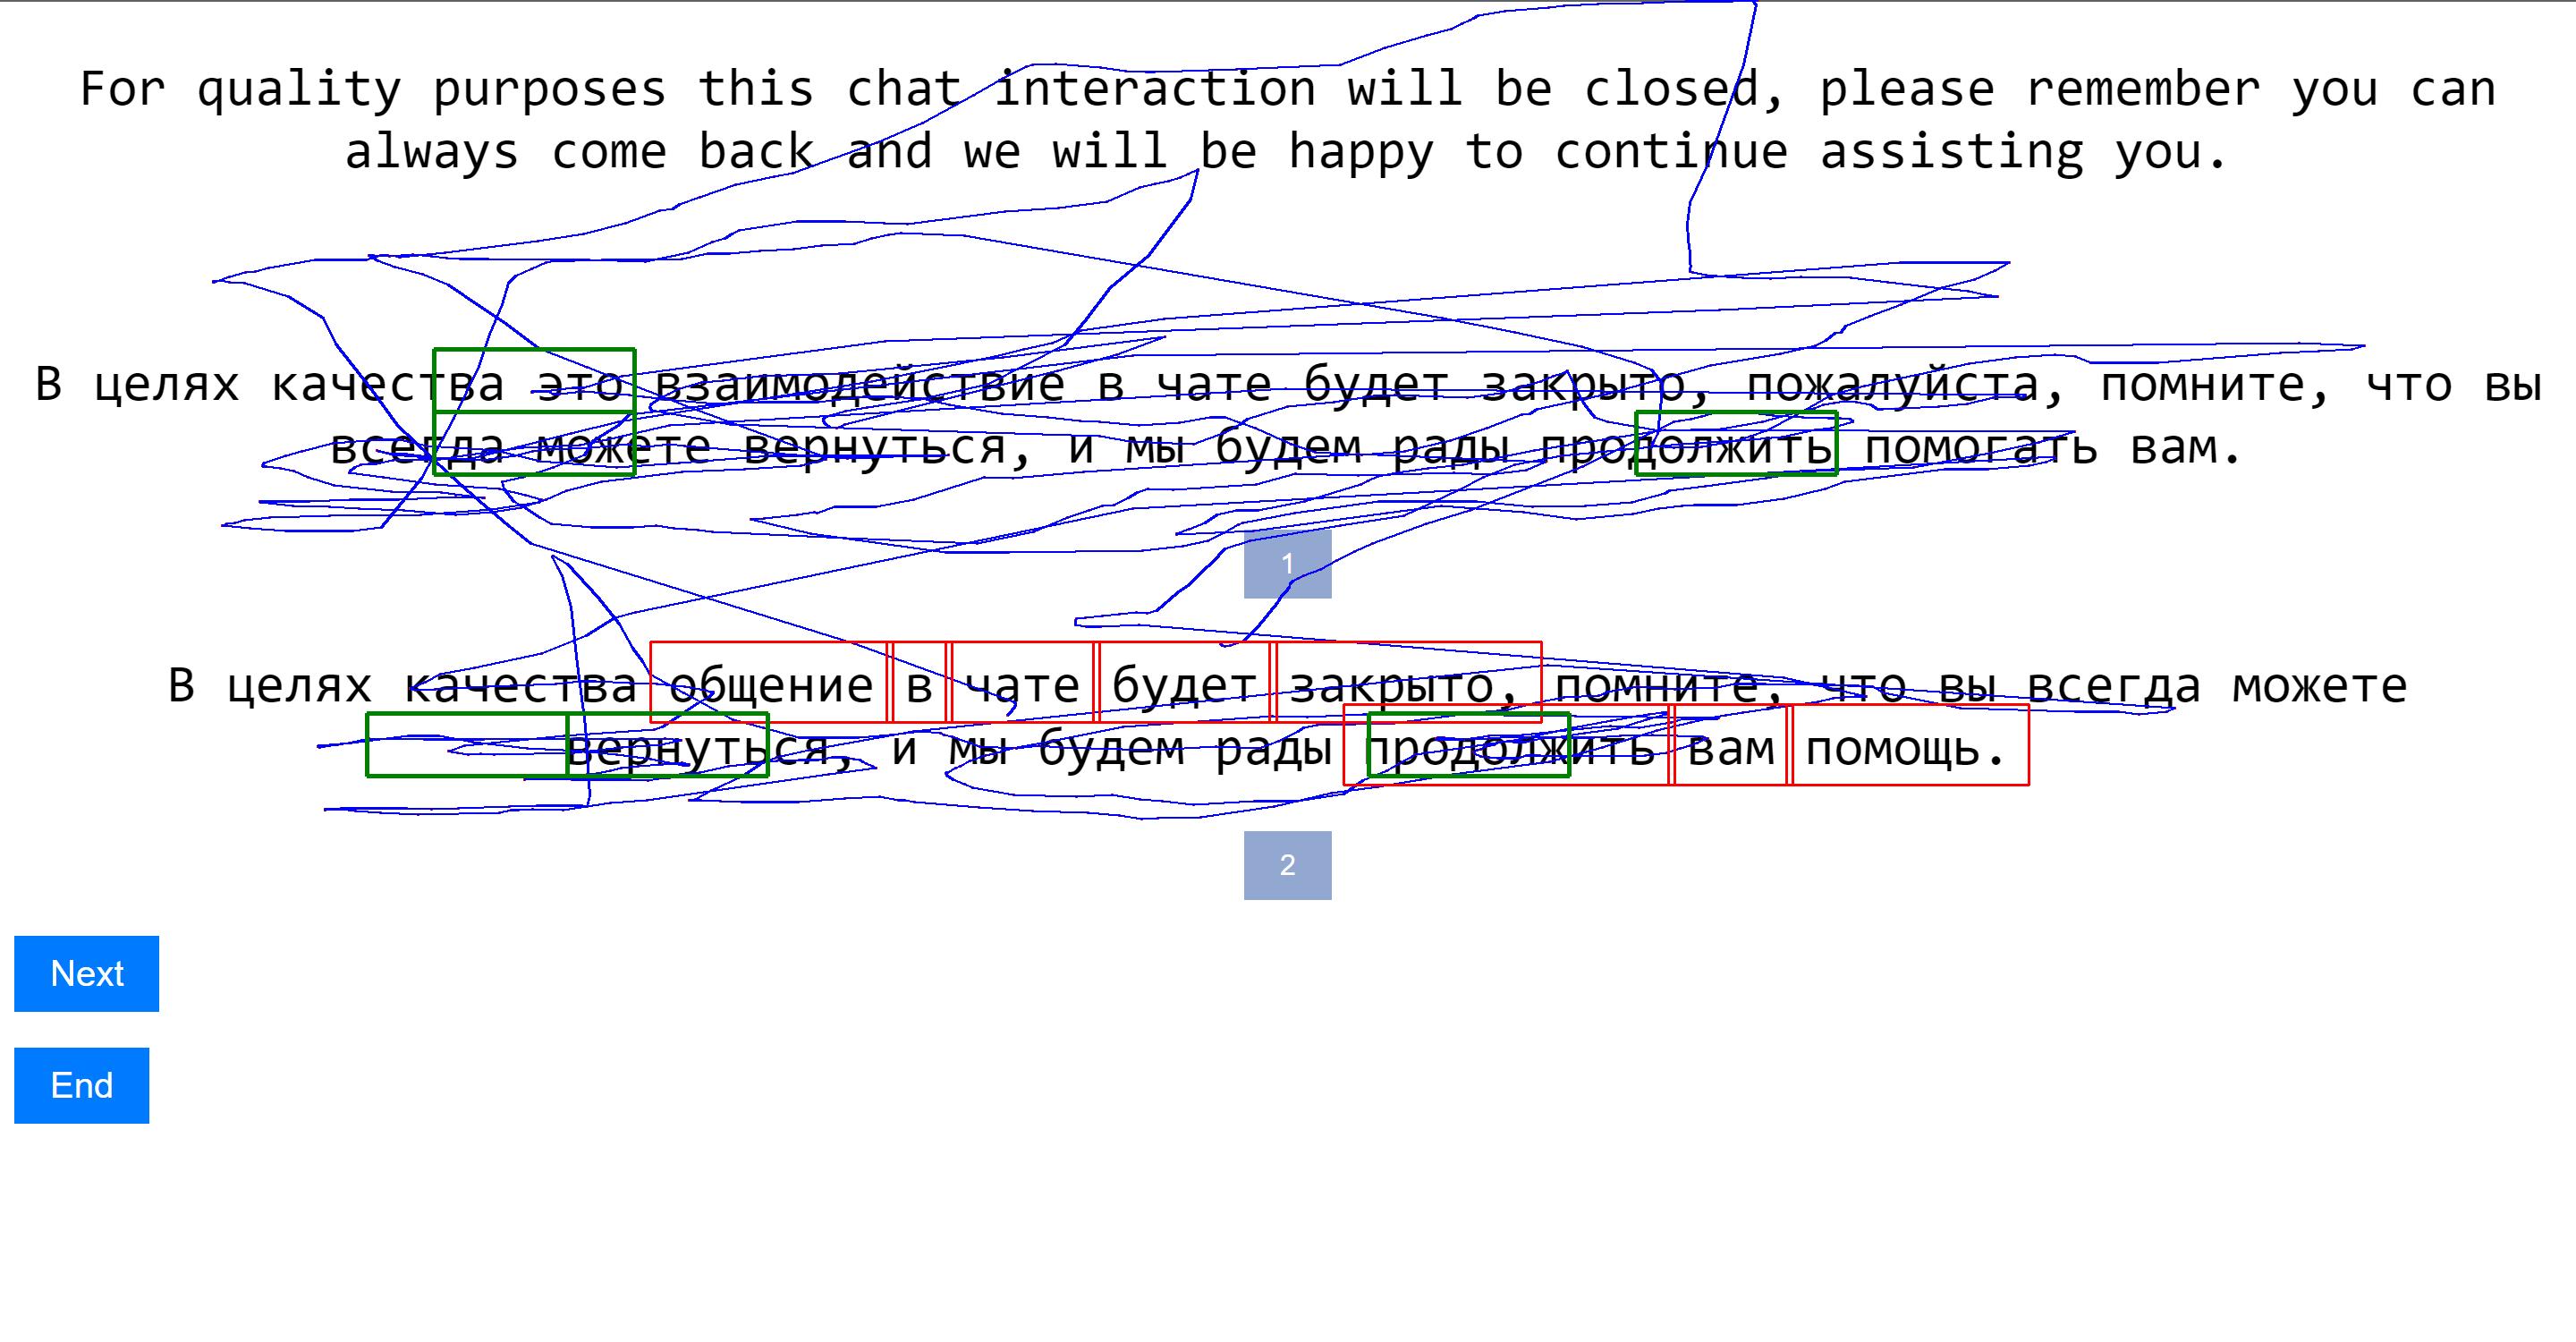 For quality purposes this chat interaction will be closed, please remember you can
always come back and we will be happy to continue assisting you.
В целях качества это взаимодействие в чате будет закрыто, пожалуйста, помните, что вы
всегда можете вернуться, и мы будем рады продолжить помогать вам.
1
В целях качества общение в чате будет закрыто, помните, что вы всегда можете
вернуться, и мы будем рады продолжить вам помощь.
2
Next
End